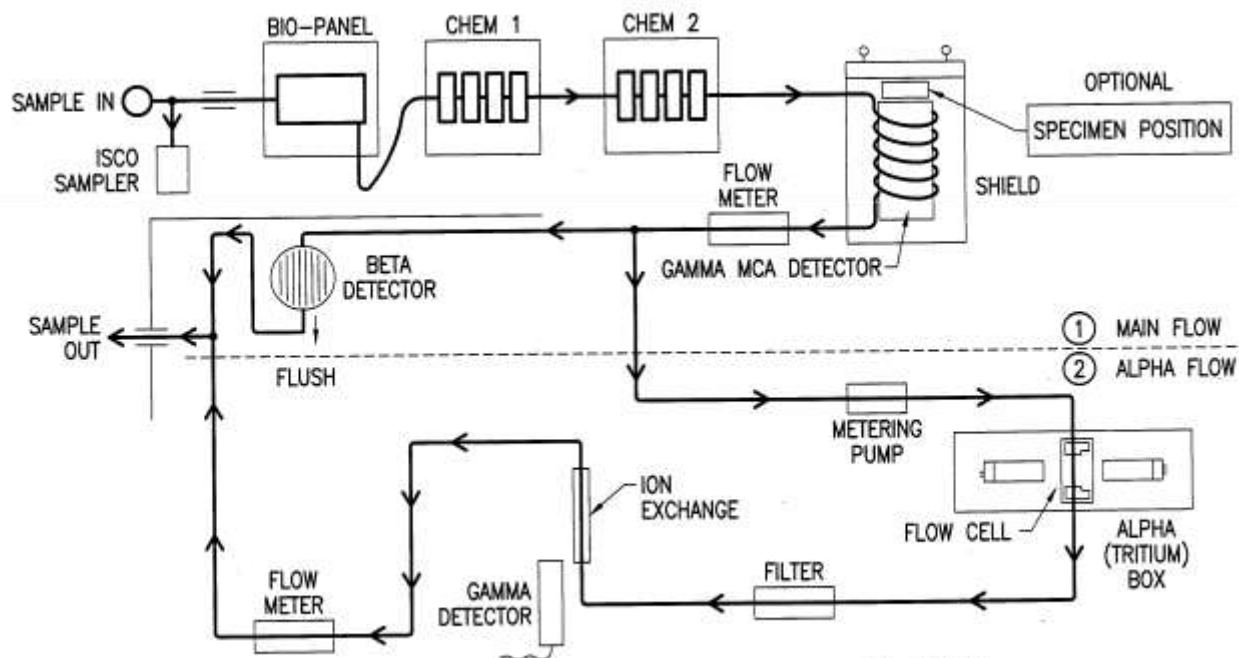 BIO-PANEL
CHEM 1
CHEM 2
SAMPLE IN
ISCO
SAMPLER
OPTIONAL
SPECIMEN POSITION
SHIELD
FLOW
METER
GAMMA MCA DETECTOR
BETA
DETECTOR
SAMPLE
OUT
FLUSH
1 MAIN FLOW
2 ALPHA FLOW
METERING
PUMP
ION
EXCHANGE
FLOW CELL
ALPHA
(TRITIUM)
BOX
FILTER
GAMMA
DETECTOR
FLOW
METER